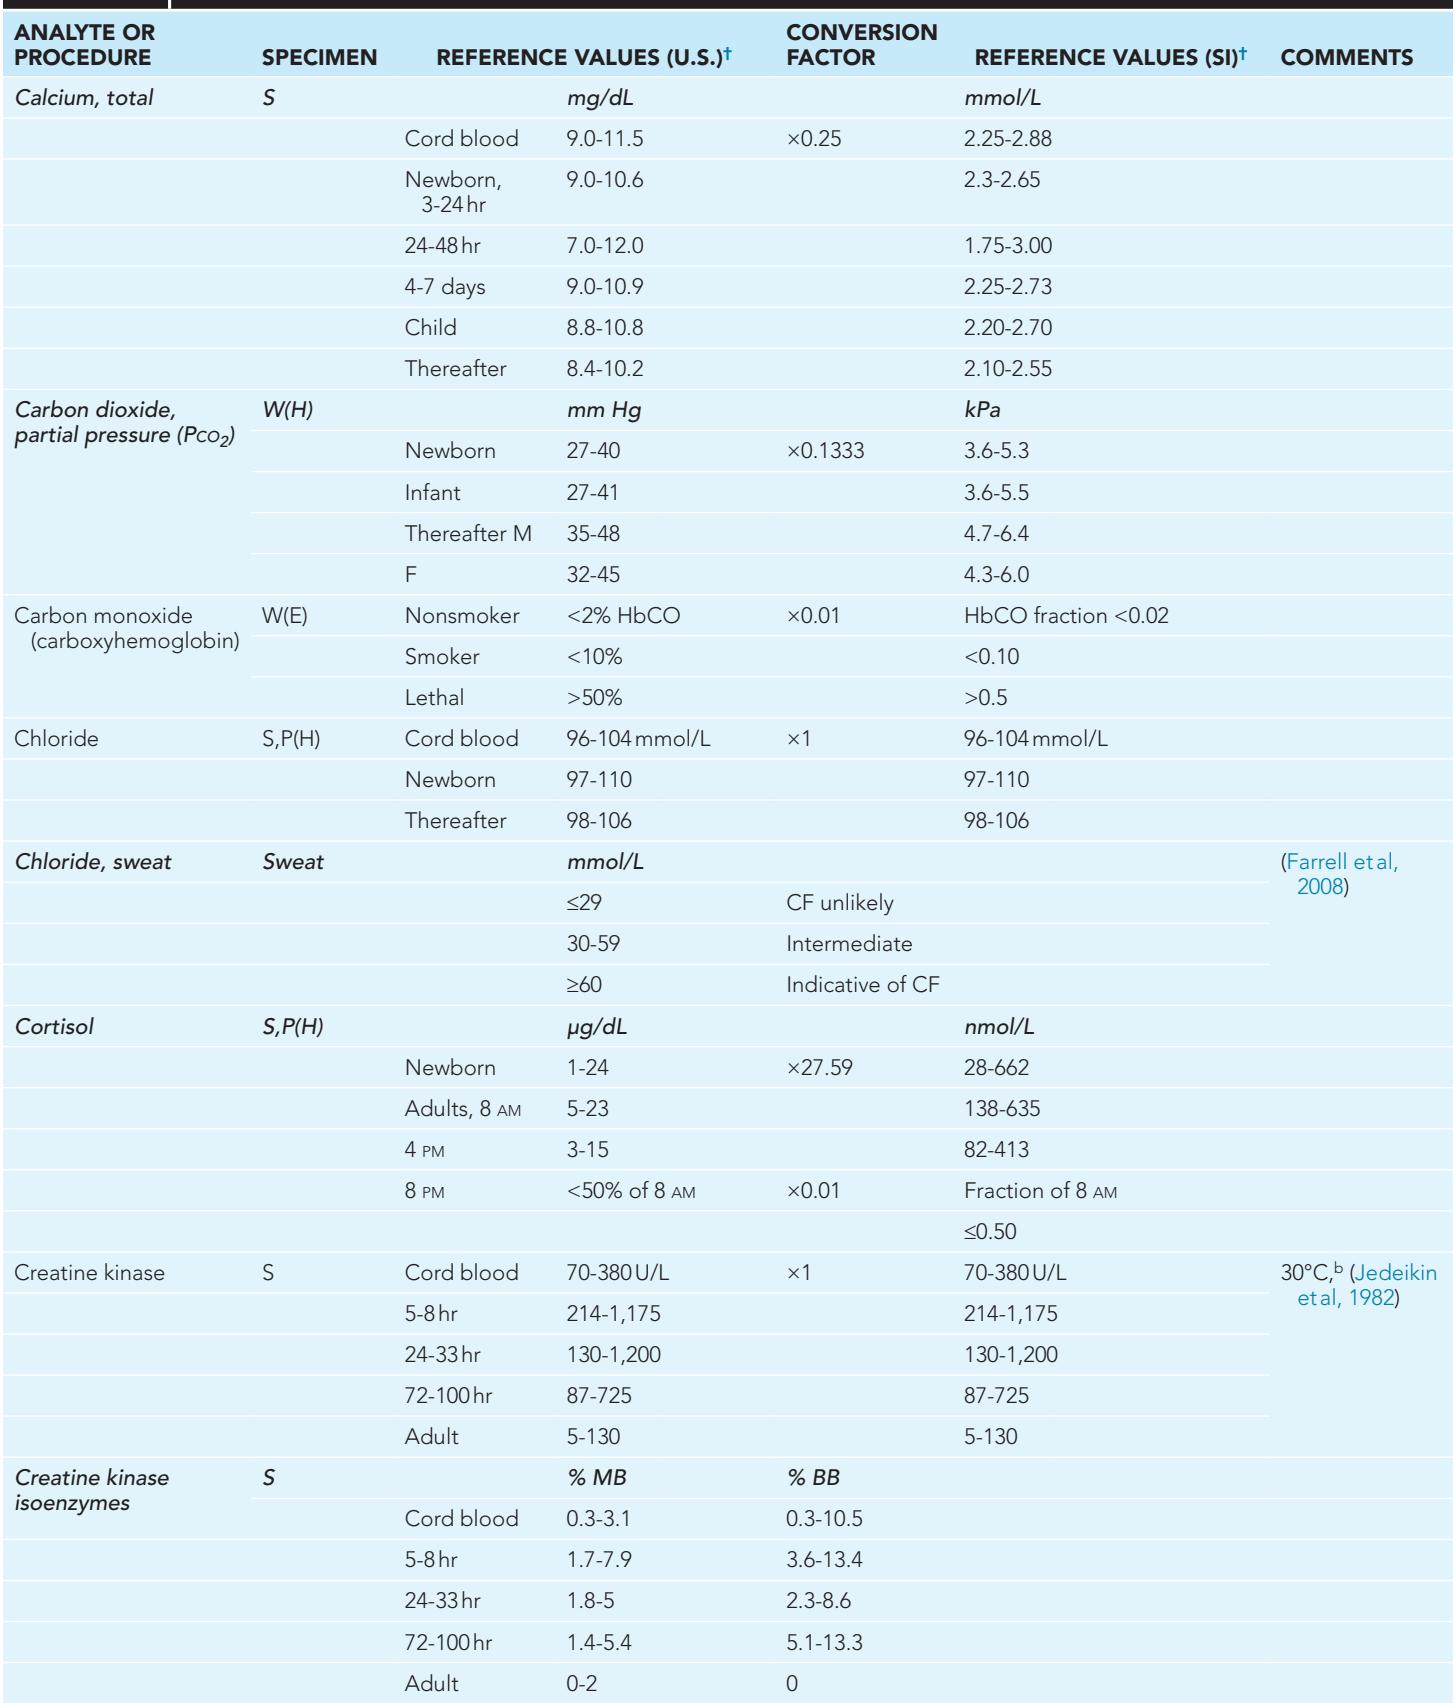 ANALYTE OR PROCEDURE SPECIMEN REFERENCE VALUES (U.S.)† CONVERSION FACTOR REFERENCE VALUES (SI)† COMMENTS
Calcium, total S mg/dL mmol/L
Cord blood 9.0-11.5 ×0.25 2.25-2.88
Newborn, 3-24 hr 9.0-10.6 2.3-2.65
24-48 hr 7.0-12.0 1.75-3.00
4-7 days 9.0-10.9 2.25-2.73
Child 8.8-10.8 2.20-2.70
Thereafter 8.4-10.2 2.10-2.55
Carbon dioxide, partial pressure (PCO2) W(H) mm Hg kPa
Newborn 27-40 ×0.1333 3.6-5.3
Infant 27-41 3.6-5.5
Thereafter M 35-48 4.7-6.4
F 32-45 4.3-6.0
Carbon monoxide (carboxyhemoglobin) W(E) Nonsmoker <2% HbCO ×0.01 HbCO fraction <0.02
Smoker <10% <0.10
Lethal >50% >0.5
Chloride S,P(H) Cord blood 96-104 mmol/L ×1 96-104 mmol/L
Newborn 97-110 97-110
Thereafter 98-106 98-106
Chloride, sweat Sweat mmol/L (Farrell et al, 2008)
≤29 CF unlikely
30-59 Intermediate
≥60 Indicative of CF
Cortisol S,P(H) µg/dL nmol/L
Newborn 1-24 ×27.59 28-662
Adults, 8 AM 5-23 138-635
4 PM 3-15 82-413
8 PM <50% of 8 AM ×0.01 Fraction of 8 AM
≤0.50
Creatine kinase S Cord blood 70-380 U/L ×1 70-380 U/L 30°C,b (Jedeikin et al, 1982)
5-8 hr 214-1,175 214-1,175
24-33 hr 130-1,200 130-1,200
72-100 hr 87-725 87-725
Adult 5-130 5-130
Creatine kinase isoenzymes S % MB % BB
Cord blood 0.3-3.1 0.3-10.5
5-8 hr 1.7-7.9 3.6-13.4
24-33 hr 1.8-5 2.3-8.6
72-100 hr 1.4-5.4 5.1-13.3
Adult 0-2 0